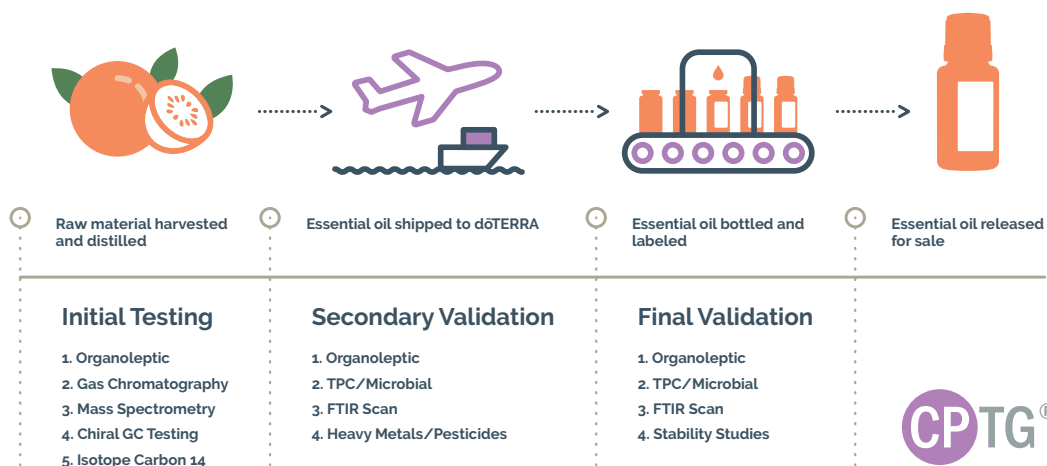 Raw material harvested
and distilled
Essential oil shipped to dōTERRA
Essential oil bottled and
labeled
Essential oil released
for sale
Initial Testing
1. Organoleptic
2. Gas Chromatography
3. Mass Spectrometry
4. Chiral GC Testing
5. Isotope Carbon 14
Secondary Validation
1. Organoleptic
2. TPC/Microbial
3. FTIR Scan
4. Heavy Metals/Pesticides
Final Validation
1. Organoleptic
2. TPC/Microbial
3. FTIR Scan
4. Stability Studies
CPTG®